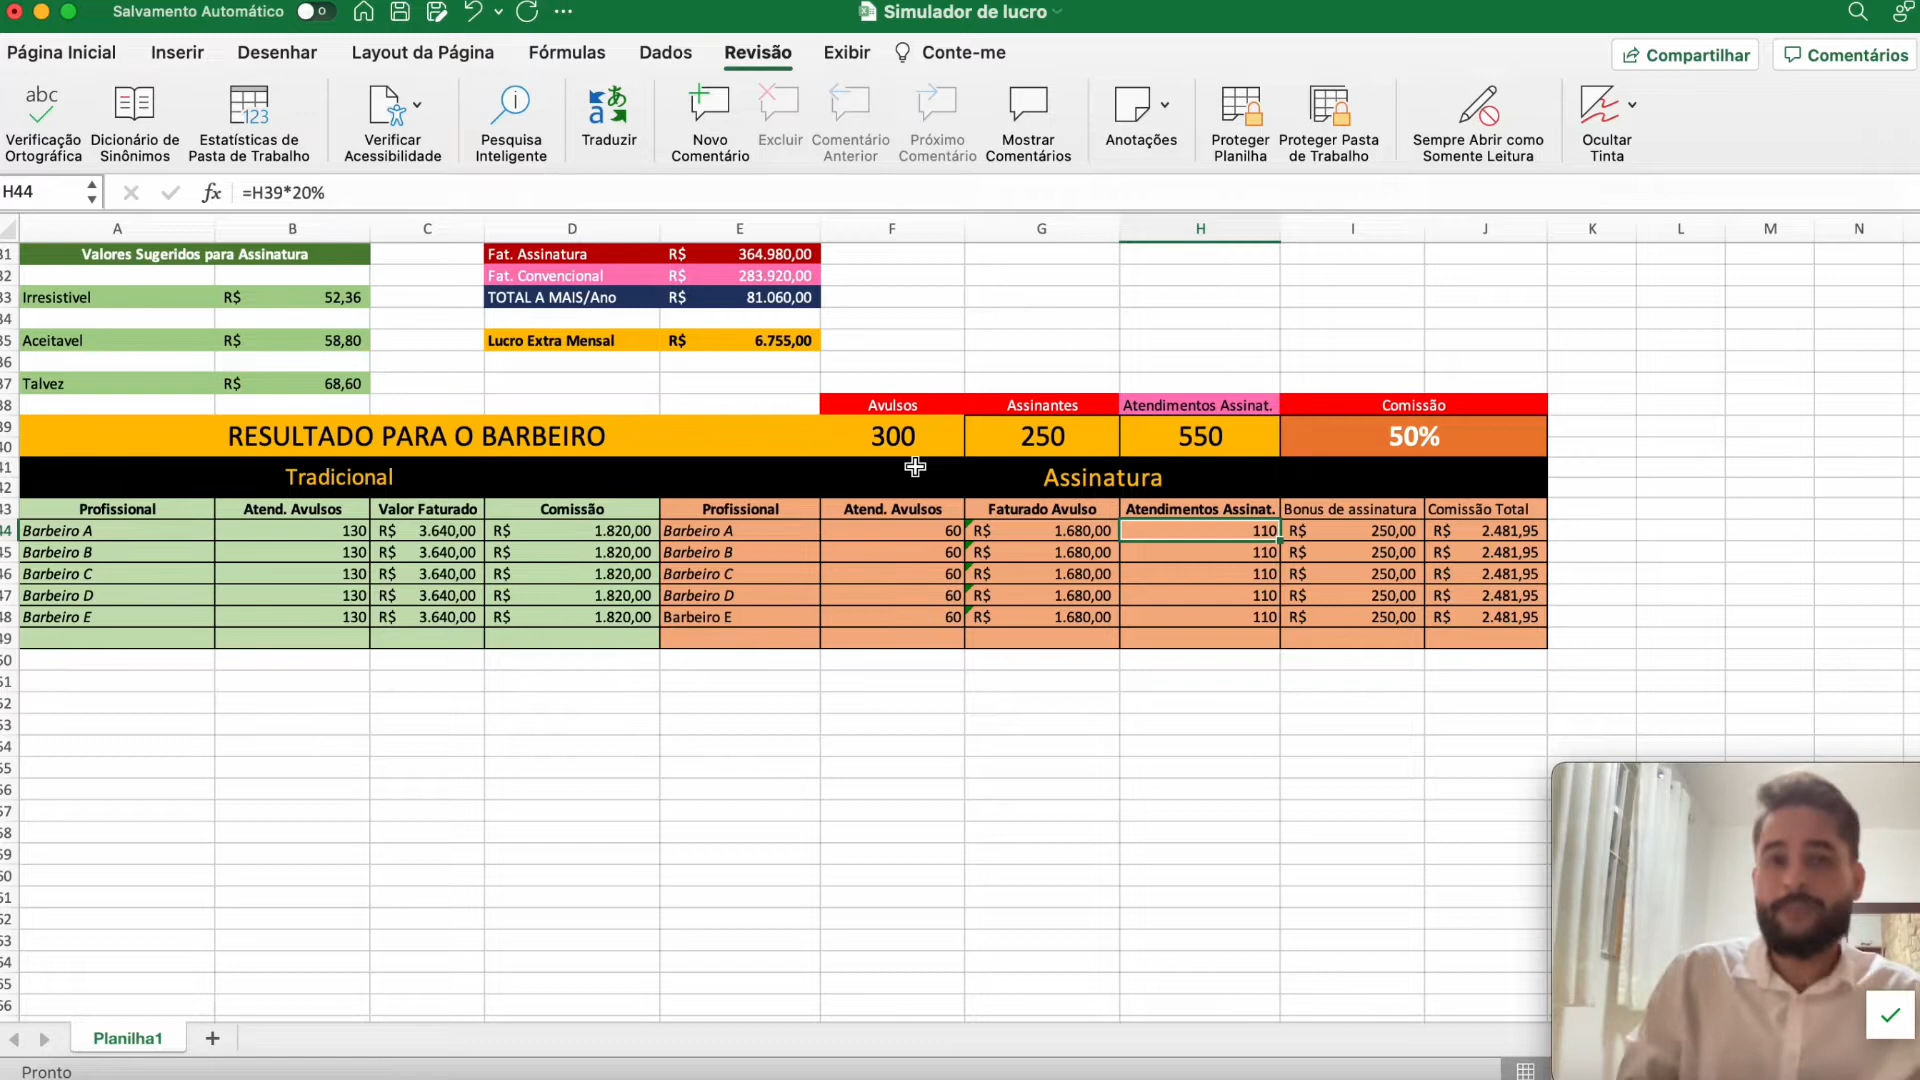 Salvamento Automático
Simulador de lucro
Página Inicial Inserir Desenhar Layout da Página Fórmulas Dados Revisão Exibir Conte-me Compartilhar Comentários
Verificação Ortográfica
Dicionário de Sinônimos
Estatísticas de Pasta de Trabalho
Verificar Acessibilidade
Pesquisa Inteligente
Traduzir
Novo Comentário
Excluir
Comentário Anterior
Próximo Comentário
Mostrar Comentários
Anotações
Proteger Planilha
Proteger Pasta de Trabalho
Sempre Abrir como Somente Leitura
Ocultar Tinta
H44 fx =H39*20%
A B C D E F G H I J K L M N
Valores Sugeridos para Assinatura Fat. Assinatura R$ 364.980,00
Fat. Convencional R$ 283.920,00
Irresistivel R$ 52,36 TOTAL A MAIS/Ano R$ 81.060,00
Aceitavel R$ 58,80 Lucro Extra Mensal R$ 6.755,00
Talvez R$ 68,60
Avulsos Assinantes Atendimentos Assinat. Comissão
RESULTADO PARA O BARBEIRO 300 250 550 50%
Tradicional Assinatura
Profissional Atend. Avulsos Valor Faturado Comissão Profissional Atend. Avulsos Faturado Avulso Atendimentos Assinat. Bonus de assinatura Comissão Total
Barbeiro A 130 R$ 3.640,00 R$ 1.820,00 Barbeiro A 60 R$ 1.680,00 110 R$ 250,00 R$ 2.481,95
Barbeiro B 130 R$ 3.640,00 R$ 1.820,00 Barbeiro B 60 R$ 1.680,00 110 R$ 250,00 R$ 2.481,95
Barbeiro C 130 R$ 3.640,00 R$ 1.820,00 Barbeiro C 60 R$ 1.680,00 110 R$ 250,00 R$ 2.481,95
Barbeiro D 130 R$ 3.640,00 R$ 1.820,00 Barbeiro D 60 R$ 1.680,00 110 R$ 250,00 R$ 2.481,95
Barbeiro E 130 R$ 3.640,00 R$ 1.820,00 Barbeiro E 60 R$ 1.680,00 110 R$ 250,00 R$ 2.481,95
Planilha1
Pronto